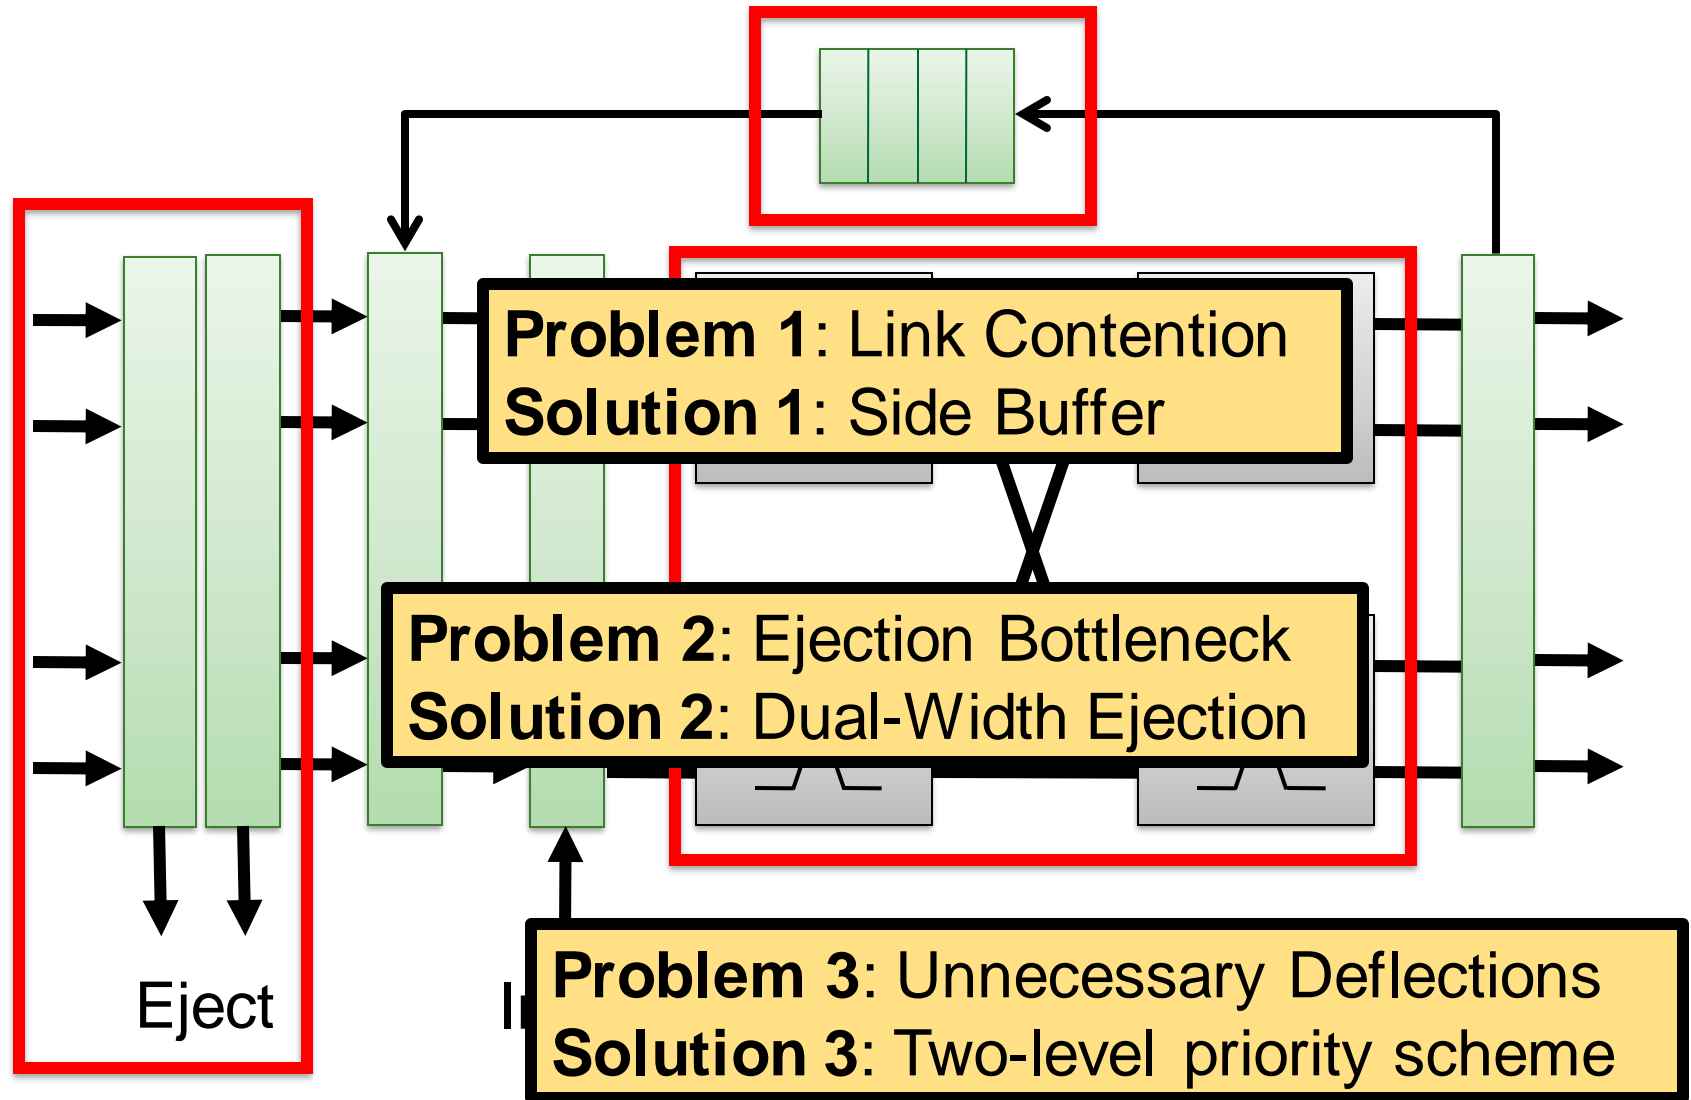 Problem 1: Link Contention
Solution 1: Side Buffer
Problem 2: Ejection Bottleneck
Solution 2: Dual-Width Ejection
Eject
Problem 3: Unnecessary Deflections
Solution 3: Two-level priority scheme